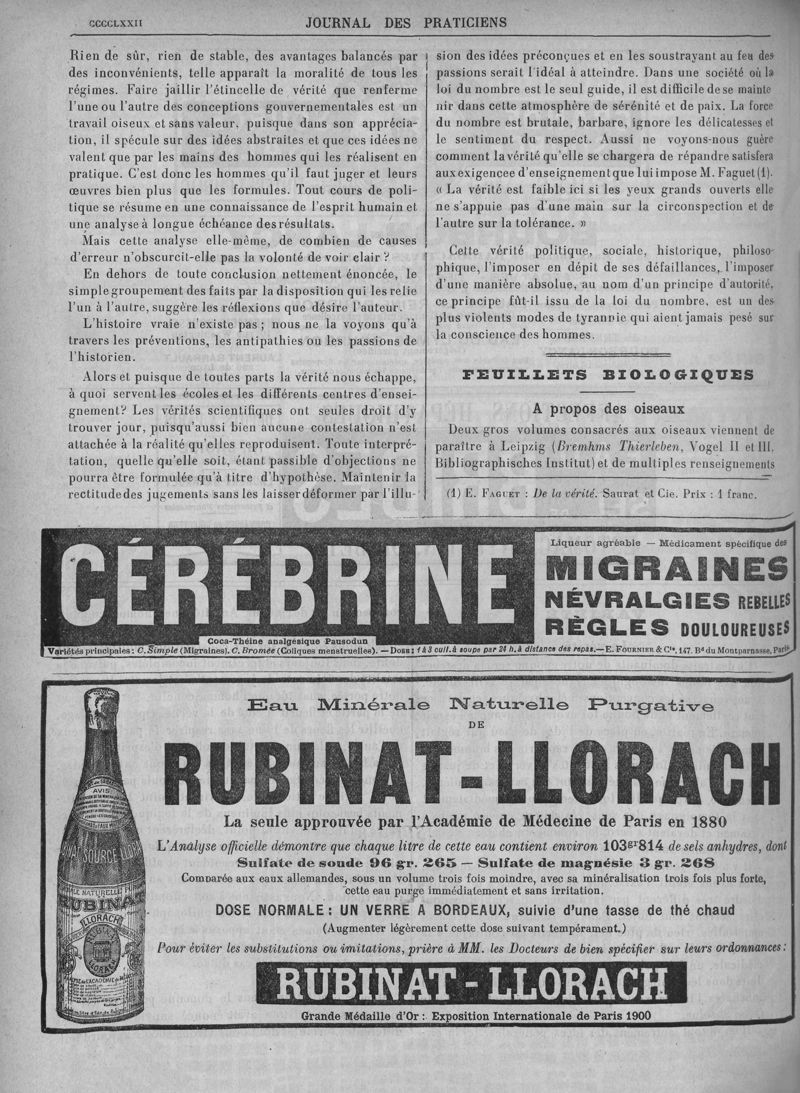 CCCCLXXII
JOURNAL DES PRATICIENS
Rien de sûr, rien de stable, des avantages balancés par
des inconvénients, telle apparaît la moralité de tous les
régimes. Faire jaillir l'étincelle de vérité que renferme
l'une ou l'autre des conceptions gouvernementales est un
travail oiseux et sans valeur, puisque dans son apprécia-
tion, il spécule sur des idées abstraites et que ces idées ne
valent que par les mains des hommes qui les réalisent en
pratique. C'est donc les hommes qu'il faut juger et leurs
œuvres bien plus que les formules. Tout cours de poli-
tique se résume en une connaissance de l'esprit humain et
une analyse à longue échéance des résultats.
Mais cette analyse elle-même, de combien de causes
d'erreur n'obscurcit-elle pas la volonté de voir clair ?
En dehors de toute conclusion nettement énoncée, le
simple groupement des faits par la disposition qui les relie
l'un à l'autre, suggère les réflexions que désire l'auteur.
L'histoire vraie n'existe pas ; nous ne la voyons qu'à
travers les préventions, les antipathies ou les passions de
l'historien.
Alors et puisque de toutes parts la vérité nous échappe,
à quoi servent les écoles et les différents centres d'ensei-
gnement? Les vérités scientifiques ont seules droit d'y
trouver jour, puisqu'aussi bien aucune contestation n'est
attachée à la réalité qu'elles reproduisent. Toute interpré-
tation, quelle qu'elle soit, étant passible d'objections ne
pourra être formulée qu'à titre d'hypothèse. Maintenir la
rectitude des jugements sans les laisser déformer par l'illu-
sion des idées préconçues et en les soustrayant au feu des
passions serait l'idéal à atteindre. Dans une société où la
loi du nombre est le seul guide, il est difficile de se mainte
nir dans cette atmosphère de sérénité et de paix. La force
du nombre est brutale, barbare, ignore les délicatesses et
le sentiment du respect. Aussi ne voyons-nous guère
comment la vérité qu'elle se chargera de répandre satisfera
aux exigencee d'enseignement que lui impose M. Faguet (1).
« La vérité est faible ici si les yeux grands ouverts elle
ne s'appuie pas d'une main sur la circonspection et de
l'autre sur la tolérance. »
Cette vérité politique, sociale, historique, philoso-
phique, l'imposer en dépit de ses défaillances, l'imposer
d'une manière absolue, au nom d'un principe d'autorité,
ce principe fût-il issu de la loi du nombre, est un des
plus violents modes de tyrannie qui aient jamais pesé sur
la conscience des hommes.
FEUILLETS BIOLOGIQUES
A propos des oiseaux
Deux gros volumes consacrés aux oiseaux viennent de
paraître à Leipzig (Bremhms Thierleben, Vogel II et III,
Bibliographisches Institut) et de multiples renseignements
(1) E. FAGUET : De la vérité. Saurat et Cie. Prix : 1 franc.
CÉRÉBRINE
Coca-Théine analgésique Pausodun
Liqueur agréable — Médicament spécifique des
MIGRAINES
NÉVRALGIES REBELLES
RÈGLES DOULOUREUSES
Variétés principales : C. Simple (Migraines). C. Bromée (Coliques menstruelles). — DOSE : 1 à 3 cuill. à soupe par 24 h. à distance des repas. — E. FOURNIER & Cie, 147, Bd du Montparnasse, Paris
Eau Minérale Naturelle Purgative
DE
RUBINAT-LLORACH
La seule approuvée par l'Académie de Médecine de Paris en 1880
L'Analyse officielle démontre que chaque litre de cette eau contient environ 103gr814 de sels anhydres, dont
Sulfate de soude 96 gr. 265 — Sulfate de magnésie 3 gr. 268
Comparée aux eaux allemandes, sous un volume trois fois moindre, avec sa minéralisation trois fois plus forte,
cette eau purge immédiatement et sans irritation.
DOSE NORMALE : UN VERRE A BORDEAUX, suivie d'une tasse de thé chaud
(Augmenter légèrement cette dose suivant tempérament.)
Pour éviter les substitutions ou imitations, prière à MM. les Docteurs de bien spécifier sur leurs ordonnances :
RUBINAT-LLORACH
Grande Médaille d'Or : Exposition Internationale de Paris 1900
AVIS
SOURCE LLORACH
RUBINAT
LLORACH